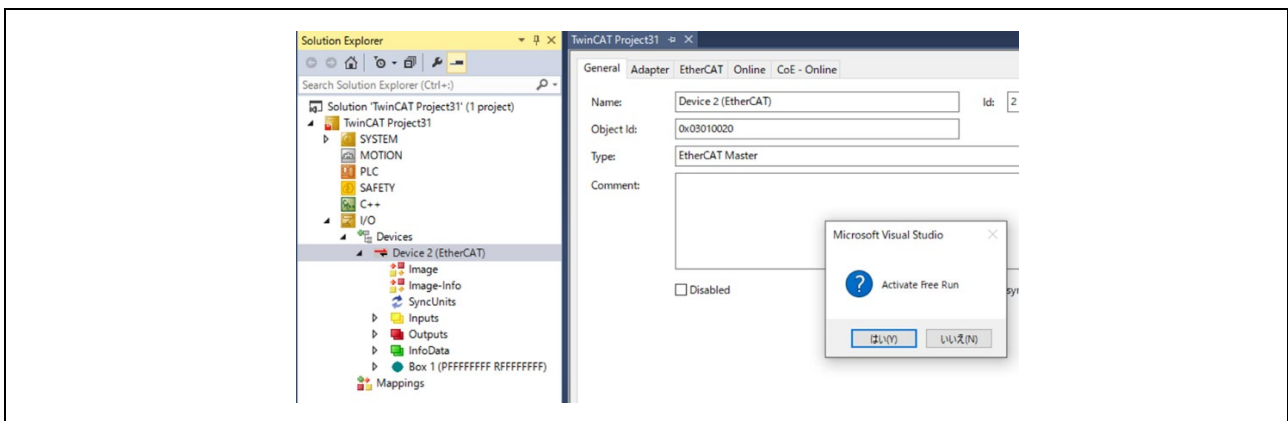 Solution Explorer
Search Solution Explorer (Ctrl+:)
Solution 'TwinCAT Project31' (1 project)
TwinCAT Project31
SYSTEM
MOTION
PLC
SAFETY
C++
I/O
Devices
Device 2 (EtherCAT)
Image
Image-Info
SyncUnits
Inputs
Outputs
InfoData
Box 1 (PFFFFFFFF RFFFFFFFF)
Mappings
TwinCAT Project31
General Adapter EtherCAT Online CoE - Online
Name: Device 2 (EtherCAT) Id: 2
Object Id: 0x03010020
Type: EtherCAT Master
Comment:
Disabled
Microsoft Visual Studio
Activate Free Run
はい(Y) いいえ(N)